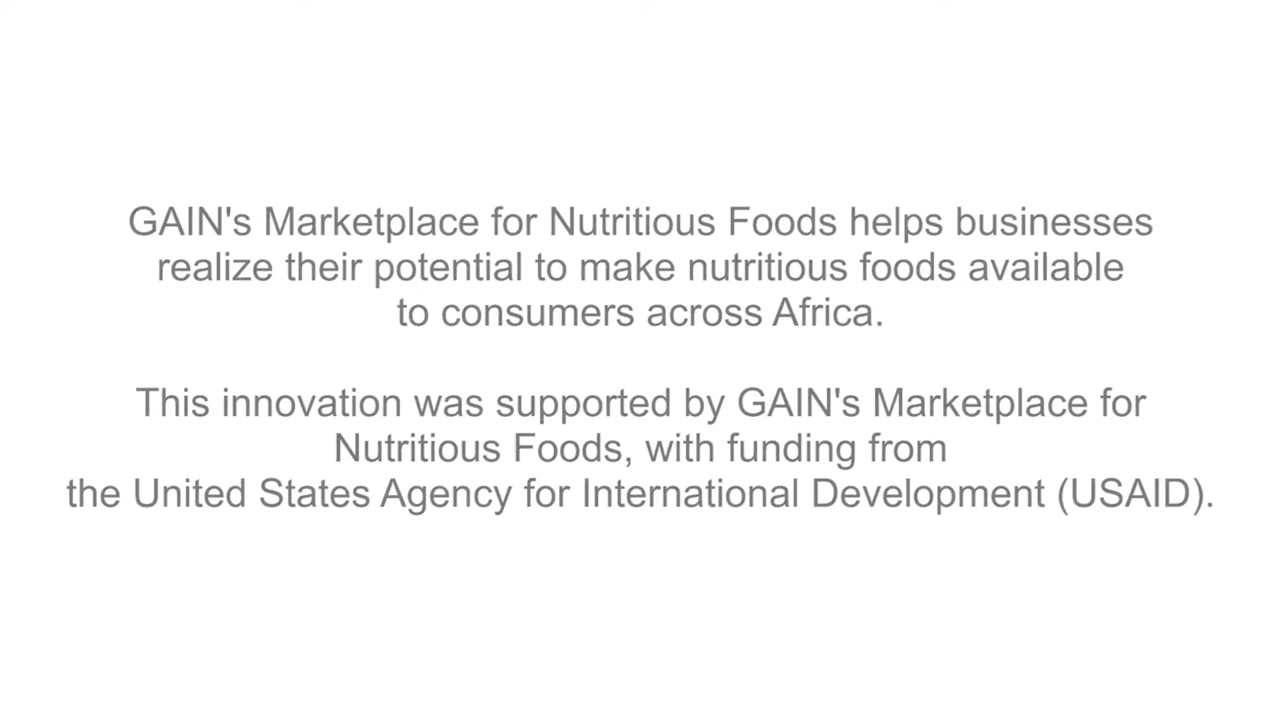 GAIN's Marketplace for Nutritious Foods helps businesses
realize their potential to make nutritious foods available
to consumers across Africa.
This innovation was supported by GAIN's Marketplace for
Nutritious Foods, with funding from
the United States Agency for International Development (USAID).